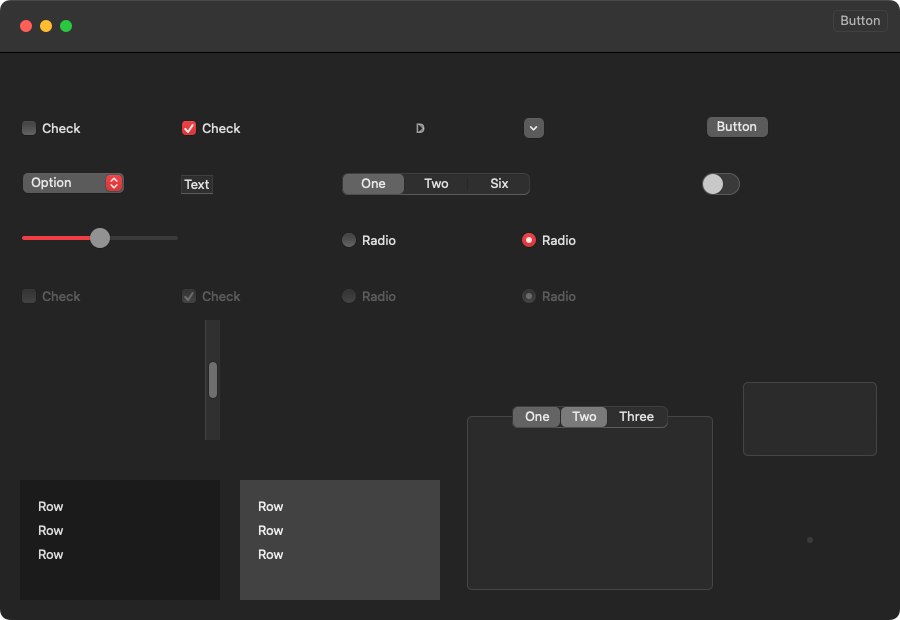 Button
Check
Check
D
Button
Option
Text
One Two Six
Radio
Radio
Check
Check
Radio
Radio
One Two Three
Row
Row
Row
Row
Row
Row